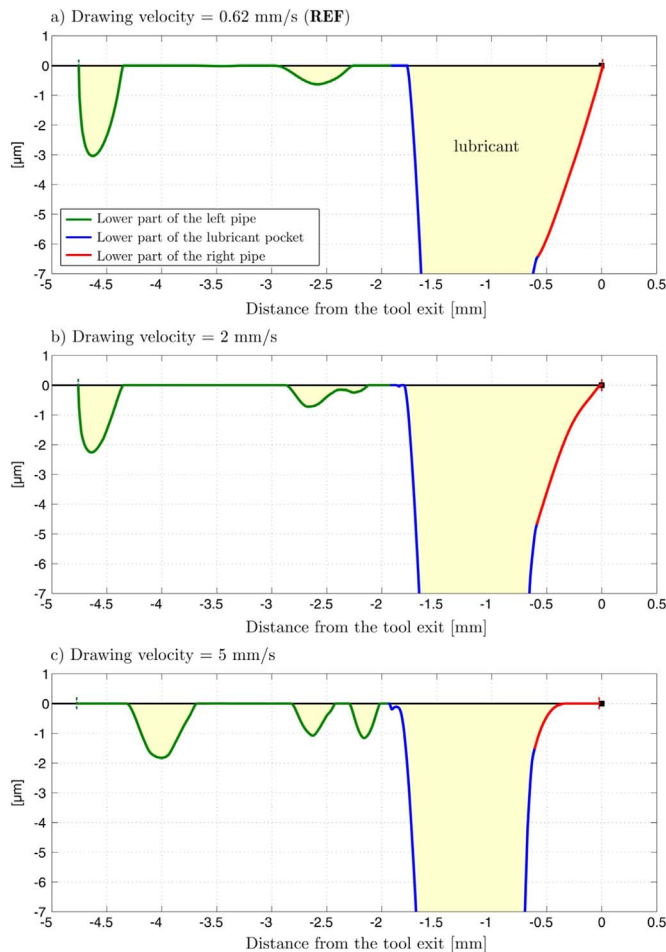 a) Drawing velocity = 0.62 mm/s (REF)
1
0
-1
-2
-3
-4
-5
-6
-7
[µm]
lubricant
Lower part of the left pipe
Lower part of the lubricant pocket
Lower part of the right pipe
-5 -4.5 -4 -3.5 -3 -2.5 -2 -1.5 -1 -0.5 0 0.5
Distance from the tool exit [mm]
b) Drawing velocity = 2 mm/s
1
0
-1
-2
-3
-4
-5
-6
-7
[µm]
-5 -4.5 -4 -3.5 -3 -2.5 -2 -1.5 -1 -0.5 0 0.5
Distance from the tool exit [mm]
c) Drawing velocity = 5 mm/s
1
0
-1
-2
-3
-4
-5
-6
-7
[µm]
-5 -4.5 -4 -3.5 -3 -2.5 -2 -1.5 -1 -0.5 0 0.5
Distance from the tool exit [mm]